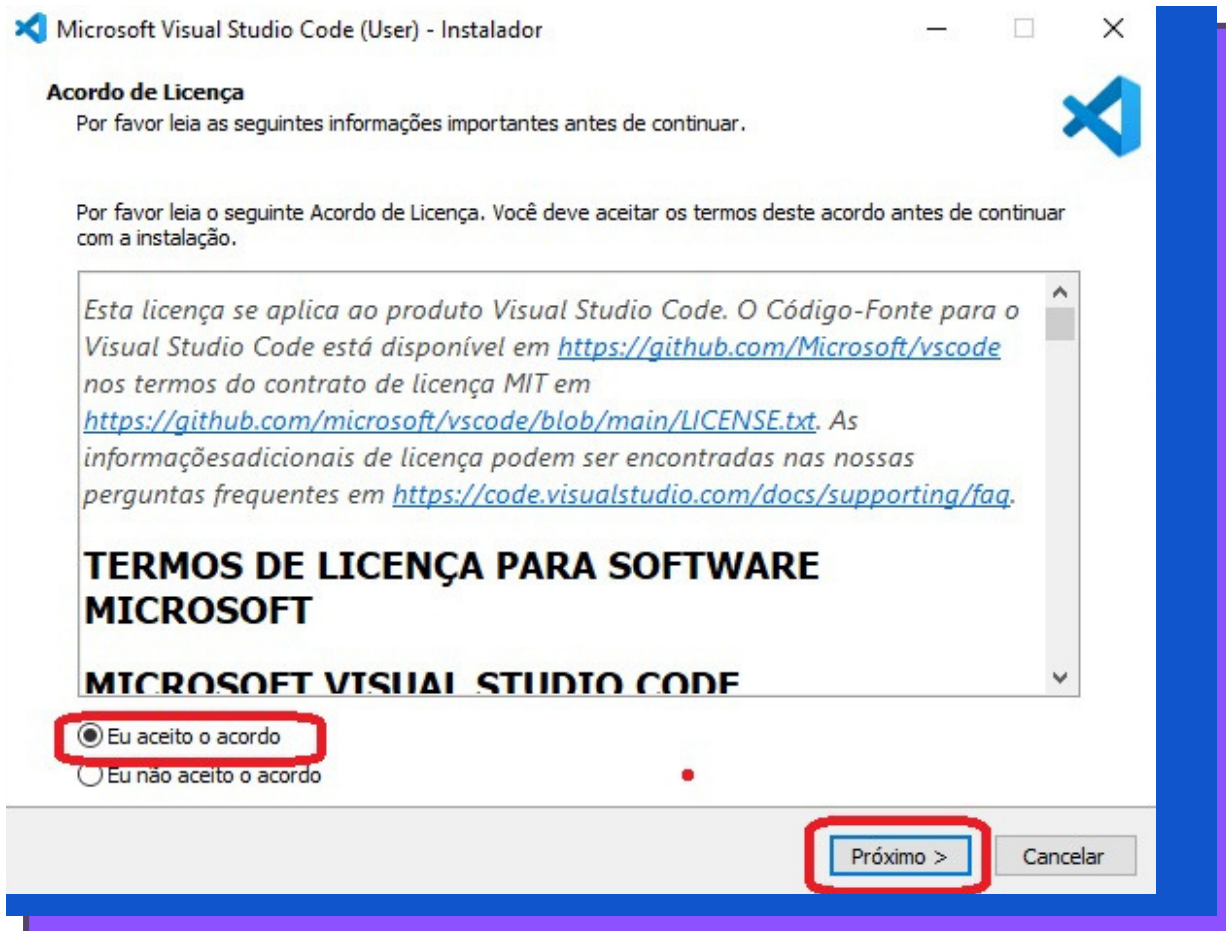 Microsoft Visual Studio Code (User) - Instalador
Acordo de Licença
Por favor leia as seguintes informações importantes antes de continuar.
Por favor leia o seguinte Acordo de Licença. Você deve aceitar os termos deste acordo antes de continuar
com a instalação.
Esta licença se aplica ao produto Visual Studio Code. O Código-Fonte para o
Visual Studio Code está disponível em https://github.com/Microsoft/vscode
nos termos do contrato de licença MIT em
https://github.com/microsoft/vscode/blob/main/LICENSE.txt. As
informaçõesadicionais de licença podem ser encontradas nas nossas
perguntas frequentes em https://code.visualstudio.com/docs/supporting/faq.
TERMOS DE LICENÇA PARA SOFTWARE
MICROSOFT
MICROSOFT VISUAL STUDIO CODE
Eu aceito o acordo
Eu não aceito o acordo
Próximo > Cancelar